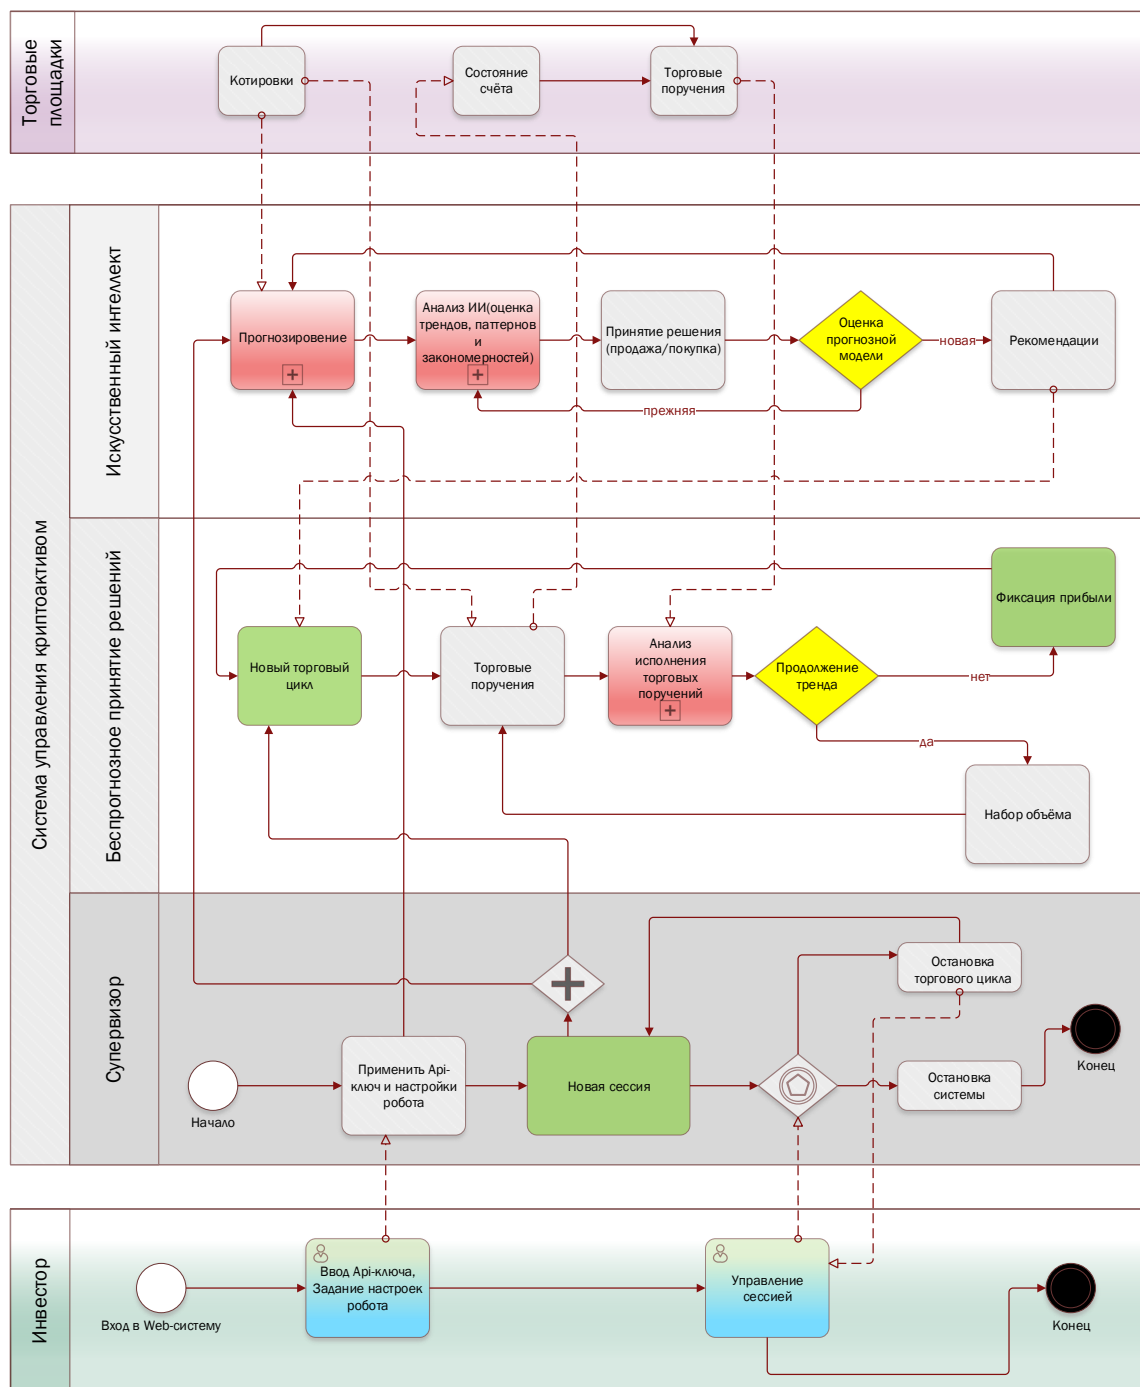 Торговые
площадки
Котировки
Состояние
счёта
Торговые
поручения
Система управления криптоактивом
Искусственный интеллект
Прогнозирование
Анализ ИИ(оценка
трендов, паттернов
и
закономерностей)
Принятие решения
(продажа/покупка)
Оценка
прогнозной
модели
новая
Рекомендации
прежняя
Беспрогнозное принятие решений
Фиксация прибыли
Новый торговый
цикл
Торговые
поручения
Анализ
исполнения
торговых
поручений
Продолжение
тренда
нет
да
Набор объёма
Супервизор
Остановка
торгового цикла
Начало
Применить Api-
ключ и настройки
робота
Новая сессия
Остановка
системы
Конец
Инвестор
Вход в Web-систему
Ввод Api-ключа,
Задание настроек
робота
Управление
сессией
Конец